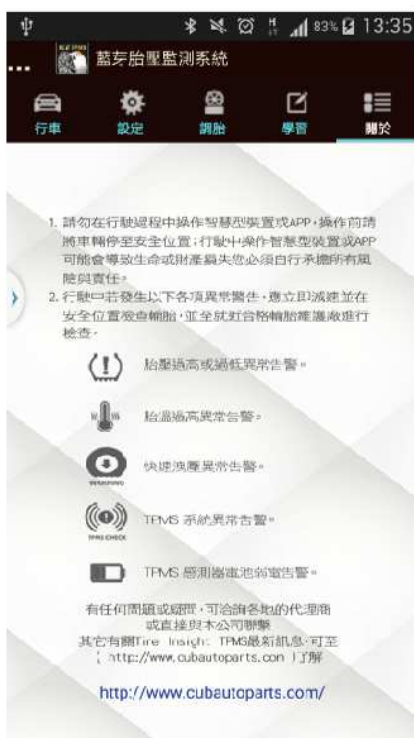 83% 13:35
... 藍芽胎壓監測系統
行車 設定 調胎 學習 關於
1. 請勿在行駛過程中操作智慧型裝置或APP，操作前請
將車輛停至安全位置；行駛中操作智慧型裝置或APP
可能會導致生命或財產損失您必須自行承擔所有風
險與責任。
2. 行駛中若發生以下各項異常警告，應立即減速並在
安全位置檢查輪胎，並至就近合格輪胎維護廠進行
檢查。
胎壓過高或過低異常告警。
胎溫過高異常告警。
快速洩壓異常告警。
WARNING
TPMS 系統異常告警。
TPMS CHECK
TPMS 感測器電池弱電告警。
有任何問題或疑問，可洽詢各地的代理商
或直接與本公司聯繫
其它有關Tire Insight TPMS最新訊息，可至
( http://www.cubautoparts.com )了解
http://www.cubautoparts.com/